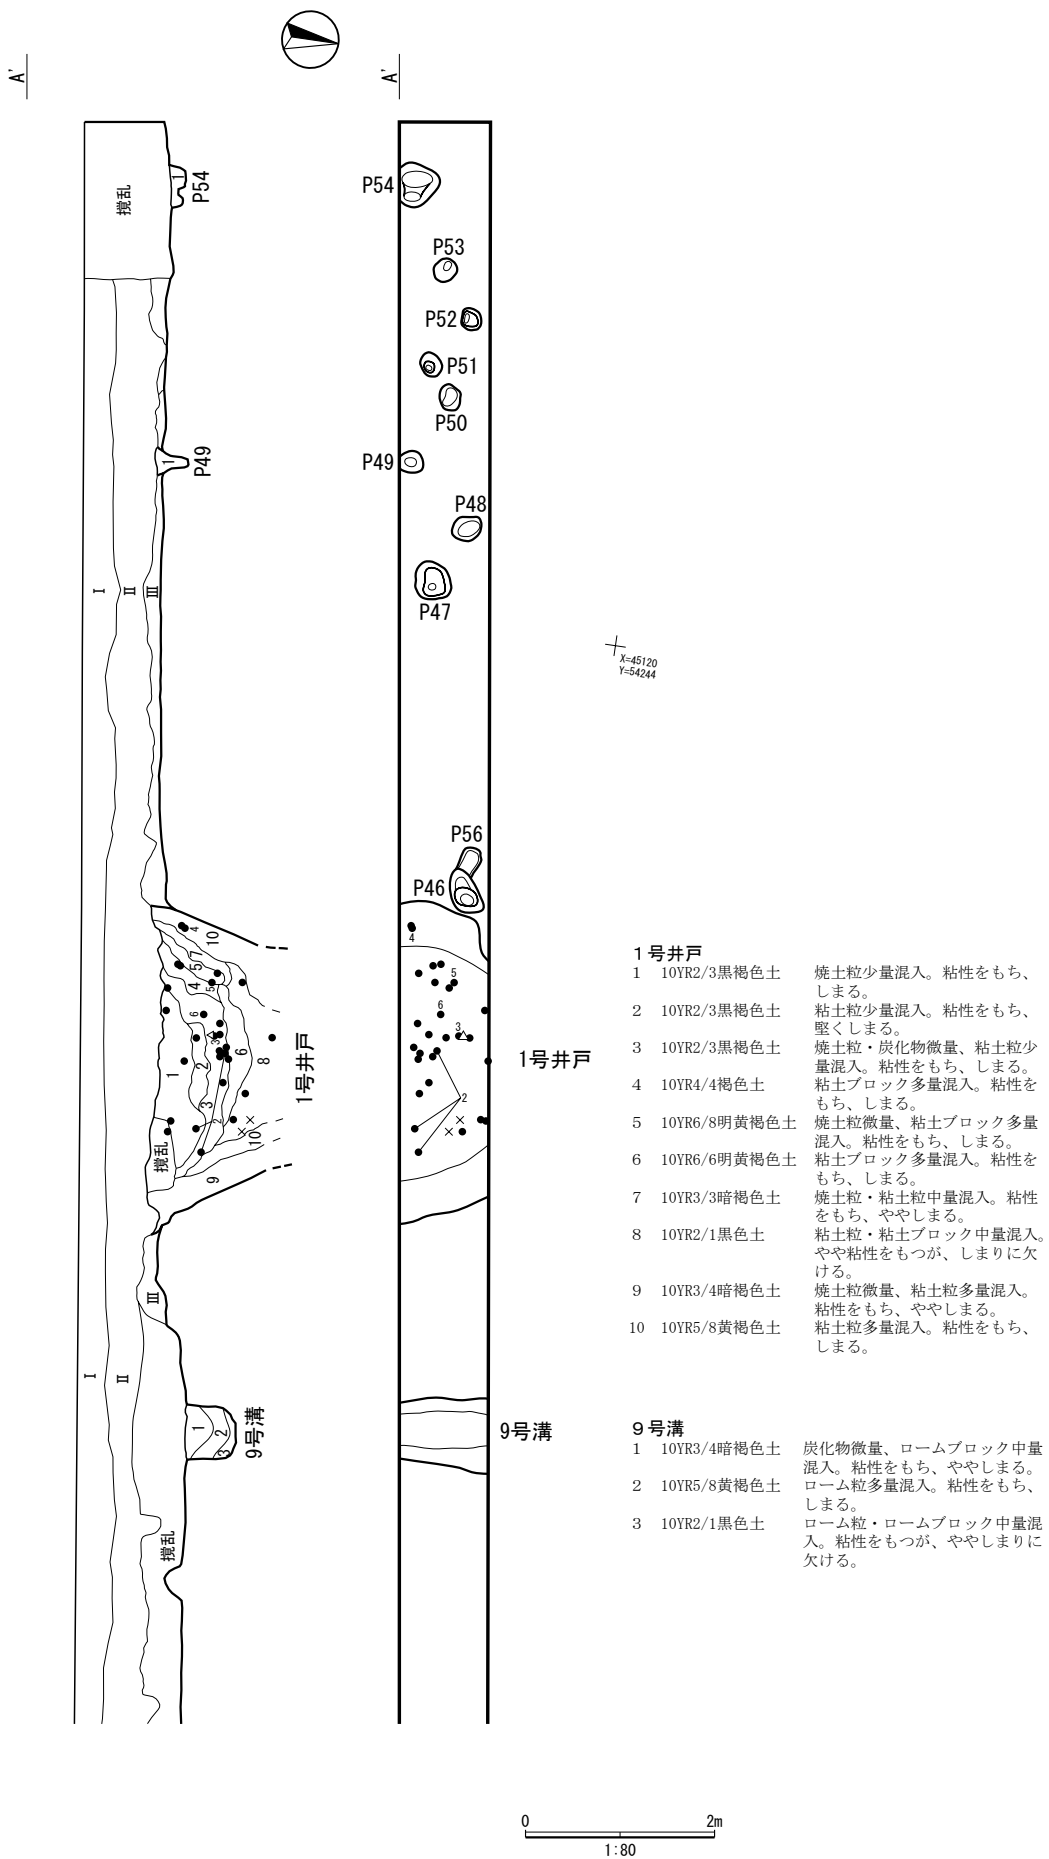 A'
A'
撹乱
1
P54
P54
P53
P52
P51
P50
1
P49
P49
P48
P47
I
II
III
X=45120
Y=54244
P56
P46
4
10
7
5
5
4
6
3
6
8
1
2
3
2
10
9
撹乱
1号井戸
4
5
6
3
2
1号井戸
III
I
II
1
2
3
9号溝
9号溝
撹乱
1号井戸
1 10YR2/3黒褐色土 焼土粒少量混入。粘性をもち、
しまる。
2 10YR2/3黒褐色土 粘土粒少量混入。粘性をもち、
堅くしまる。
3 10YR2/3黒褐色土 焼土粒・炭化物微量、粘土粒少
量混入。粘性をもち、しまる。
4 10YR4/4褐色土 粘土ブロック多量混入。粘性を
もち、しまる。
5 10YR6/8明黄褐色土 焼土粒微量、粘土ブロック多量
混入。粘性をもち、しまる。
6 10YR6/6明黄褐色土 粘土ブロック多量混入。粘性を
もち、しまる。
7 10YR3/3暗褐色土 焼土粒・粘土粒中量混入。粘性
をもち、ややしまる。
8 10YR2/1黒色土 粘土粒・粘土ブロック中量混入。
やや粘性をもつが、しまりに欠
ける。
9 10YR3/4暗褐色土 焼土粒微量、粘土粒多量混入。
粘性をもち、ややしまる。
10 10YR5/8黄褐色土 粘土粒多量混入。粘性をもち、
しまる。
9号溝
1 10YR3/4暗褐色土 炭化物微量、ロームブロック中量
混入。粘性をもち、ややしまる。
2 10YR5/8黄褐色土 ローム粒多量混入。粘性をもち、
しまる。
3 10YR2/1黒色土 ローム粒・ロームブロック中量混
入。粘性をもつが、ややしまりに
欠ける。
0 2m
1:80